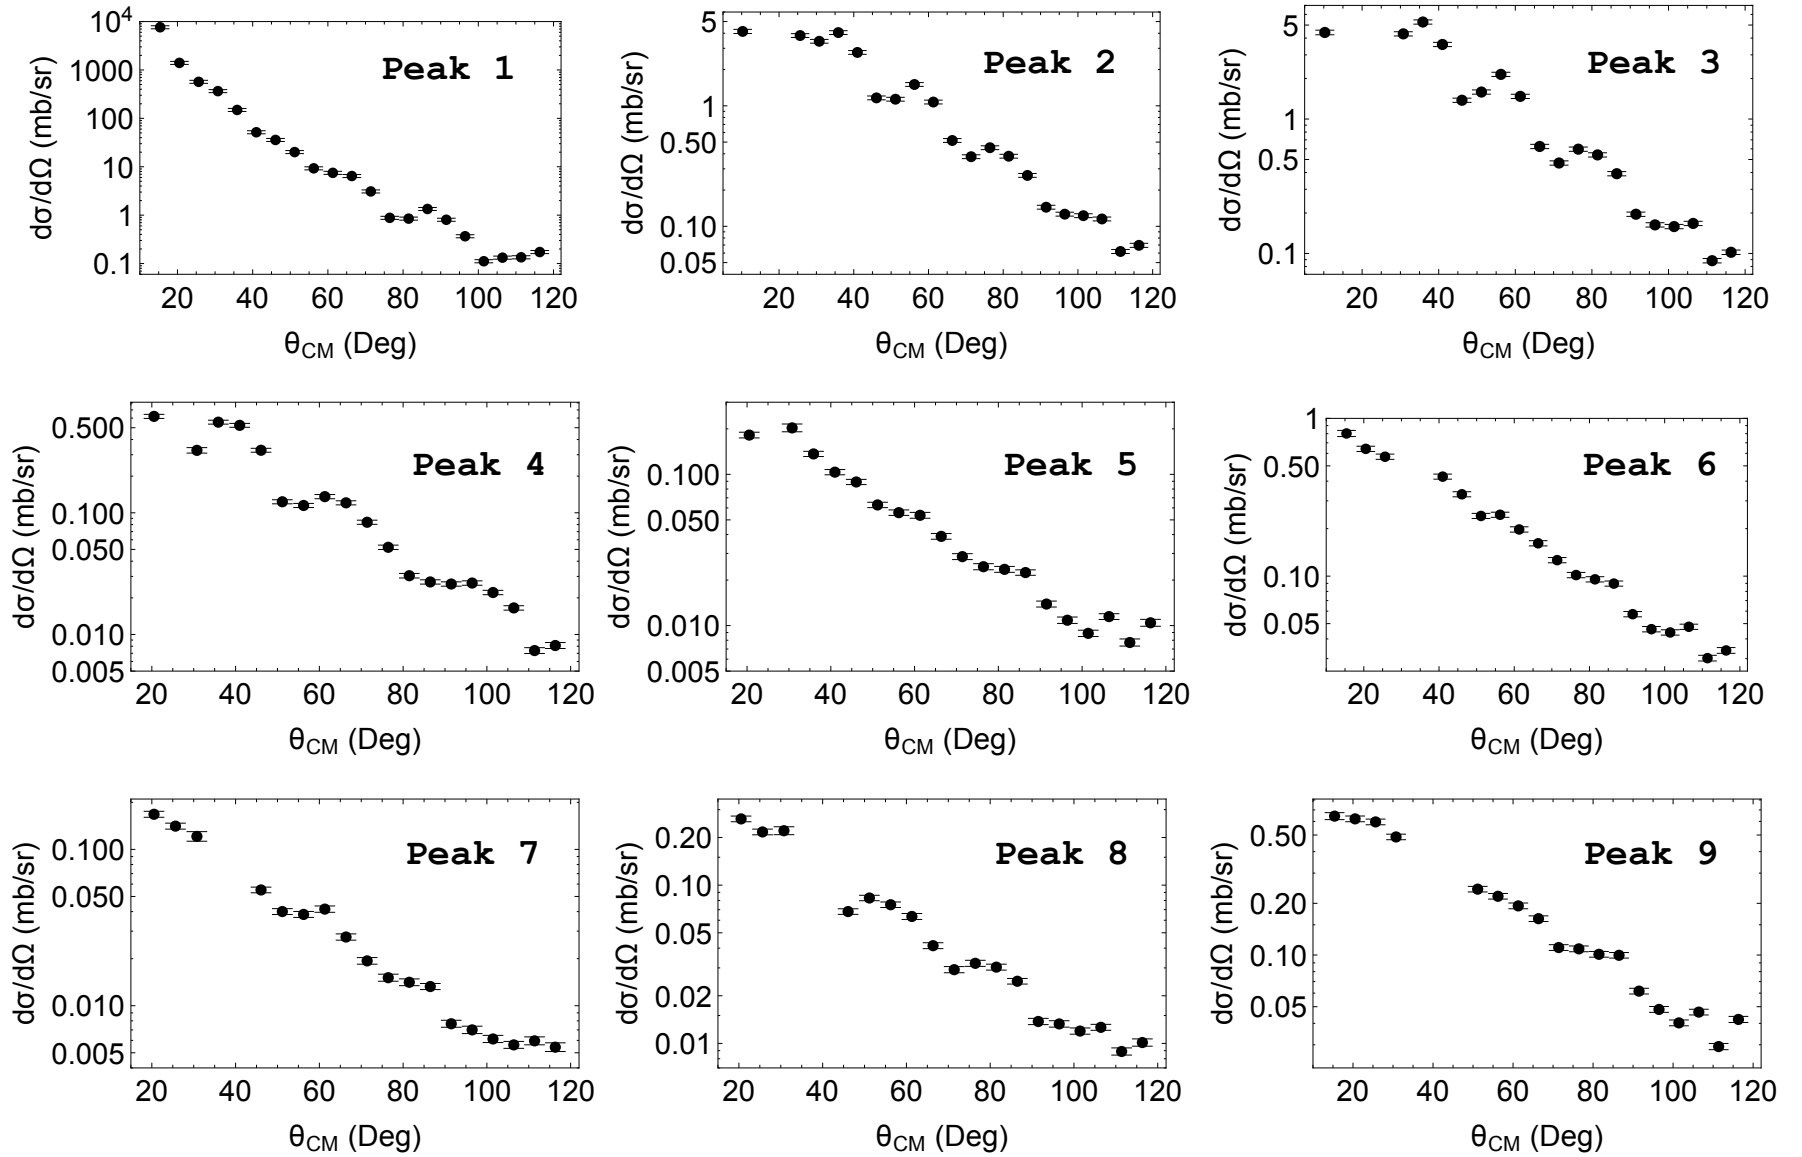 Peak 1
dσ/dΩ (mb/sr)
10⁴
1000
100
10
1
0.1
20 40 60 80 100 120
θCM (Deg)
Peak 2
dσ/dΩ (mb/sr)
5
1
0.50
0.10
0.05
20 40 60 80 100 120
θCM (Deg)
Peak 3
dσ/dΩ (mb/sr)
5
1
0.5
0.1
20 40 60 80 100 120
θCM (Deg)
Peak 4
dσ/dΩ (mb/sr)
0.500
0.100
0.050
0.010
0.005
20 40 60 80 100 120
θCM (Deg)
Peak 5
dσ/dΩ (mb/sr)
0.100
0.050
0.010
0.005
20 40 60 80 100 120
θCM (Deg)
Peak 6
dσ/dΩ (mb/sr)
1
0.50
0.10
0.05
20 40 60 80 100 120
θCM (Deg)
Peak 7
dσ/dΩ (mb/sr)
0.100
0.050
0.010
0.005
20 40 60 80 100 120
θCM (Deg)
Peak 8
dσ/dΩ (mb/sr)
0.20
0.10
0.05
0.02
0.01
20 40 60 80 100 120
θCM (Deg)
Peak 9
dσ/dΩ (mb/sr)
0.50
0.20
0.10
0.05
20 40 60 80 100 120
θCM (Deg)